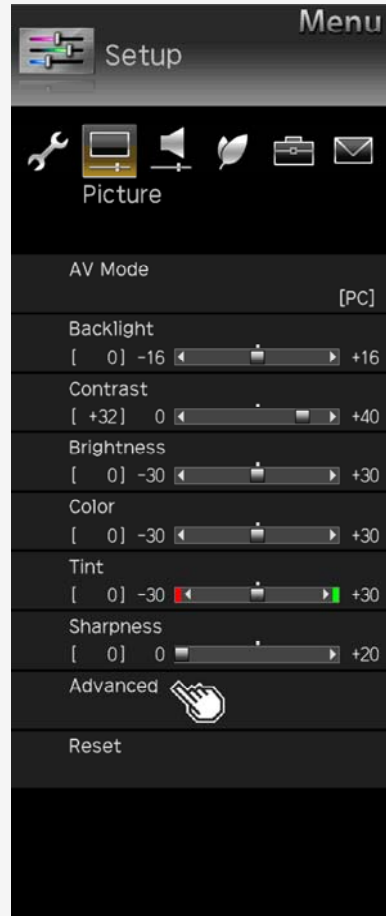 Menu
Setup
Picture
AV Mode
[PC]
Backlight
[ 0] -16 +16
Contrast
[ +32] 0 +40
Brightness
[ 0] -30 +30
Color
[ 0] -30 +30
Tint
[ 0] -30 +30
Sharpness
[ 0] 0 +20
Advanced
Reset